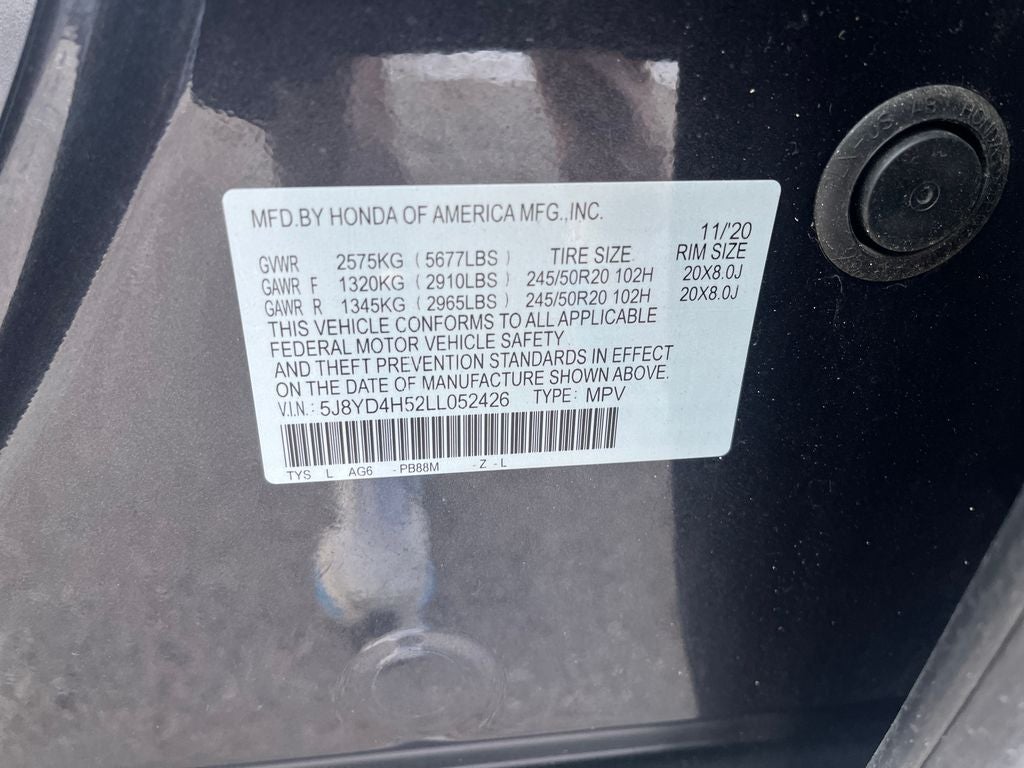 MFD.BY HONDA OF AMERICA MFG.,INC.
11/'20
GVWR 2575KG ( 5677LBS ) TIRE SIZE RIM SIZE
GAWR F 1320KG ( 2910LBS ) 245/50R20 102H 20X8.0J
GAWR R 1345KG ( 2965LBS ) 245/50R20 102H 20X8.0J
THIS VEHICLE CONFORMS TO ALL APPLICABLE
FEDERAL MOTOR VEHICLE SAFETY
AND THEFT PREVENTION STANDARDS IN EFFECT
ON THE DATE OF MANUFACTURE SHOWN ABOVE.
V.I.N.: 5J8YD4H52LL052426 TYPE: MPV
TYS L AG6 -PB88M -Z -L